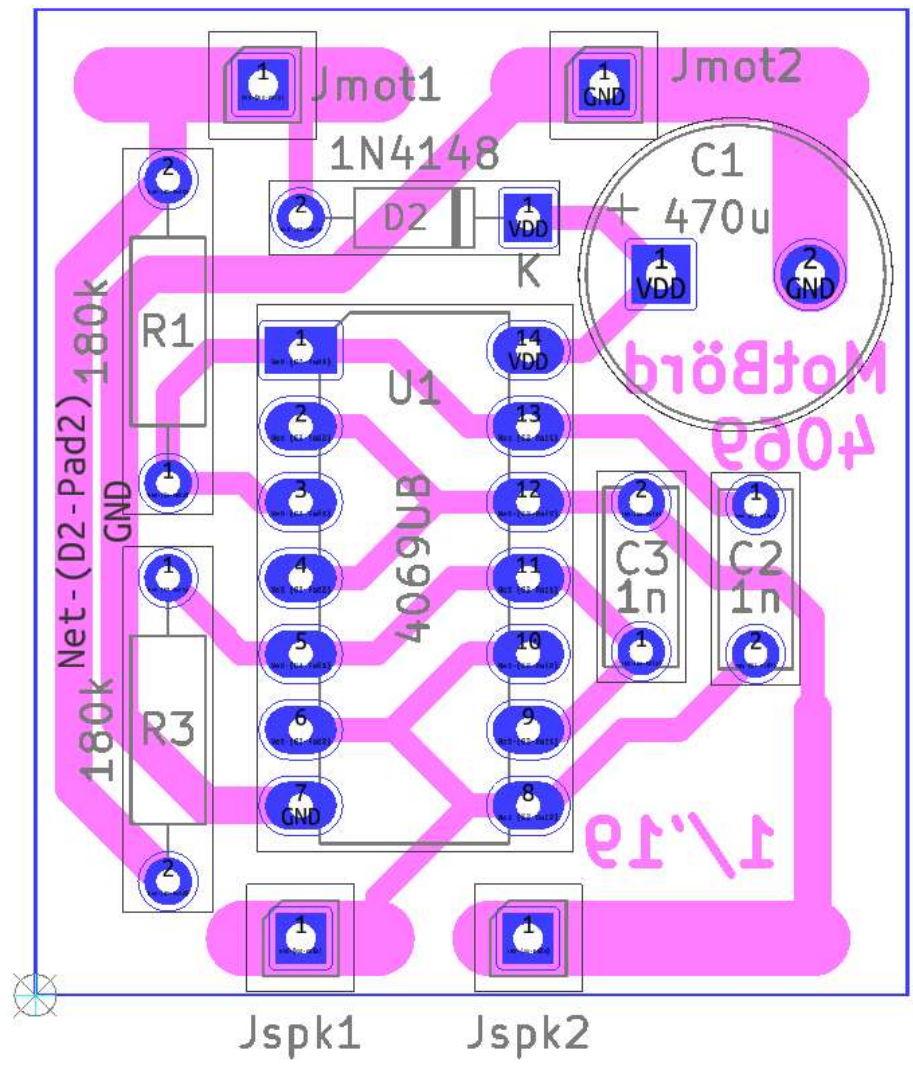 1
Jmot1
1
GND
Jmot2
1N4148
C1
470u
2
2
D2
1
VDD
+
K
1
VDD
2
GND
180k
R1
1
14
VDD
MotBörd
4069
U1
2
13
Net-(D2-Pad2)
GND
1
3
12
2
1
4069UB
C3
1n
C2
1n
1
4
11
5
10
1
2
180k
R3
6
9
7
GND
8
1/'19
2
1
1
Jspk1
Jspk2